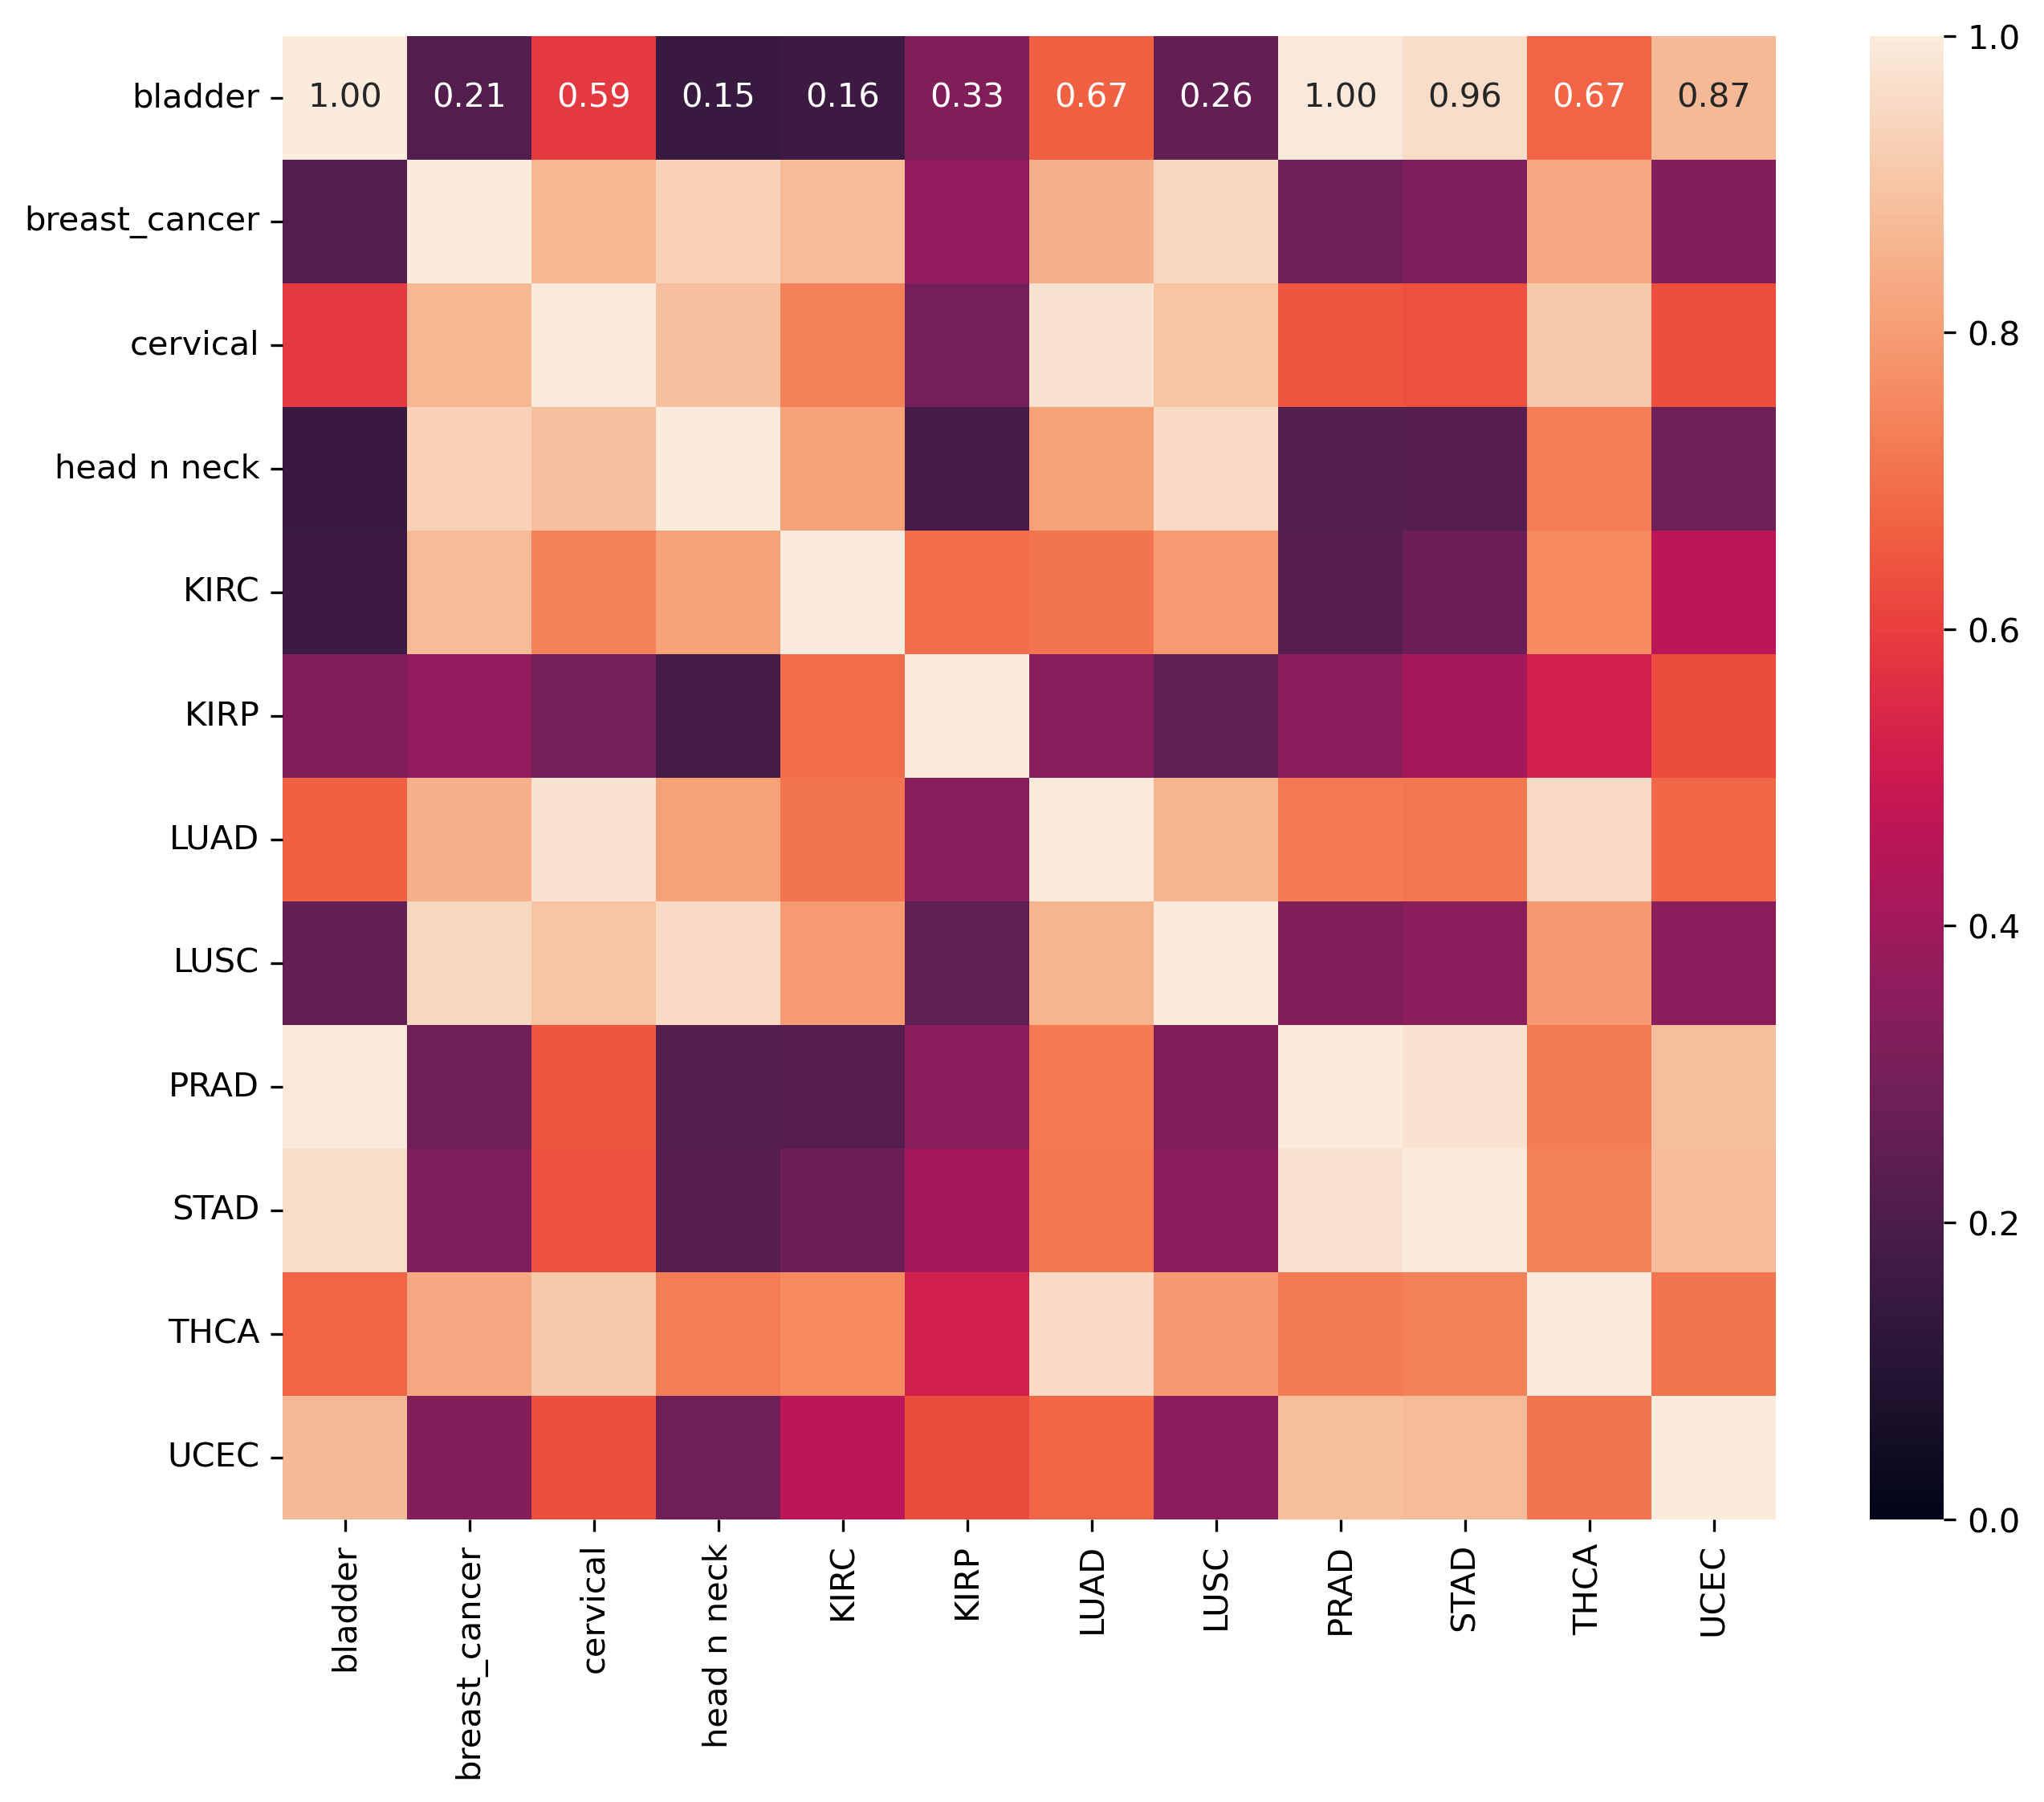 bladder
1.00 0.21 0.59 0.15 0.16 0.33 0.67 0.26 1.00 0.96 0.67 0.87
breast_cancer
cervical
head n neck
KIRC
KIRP
LUAD
LUSC
PRAD
STAD
THCA
UCEC
bladder
breast_cancer
cervical
head n neck
KIRC
KIRP
LUAD
LUSC
PRAD
STAD
THCA
UCEC
1.0
0.8
0.6
0.4
0.2
0.0